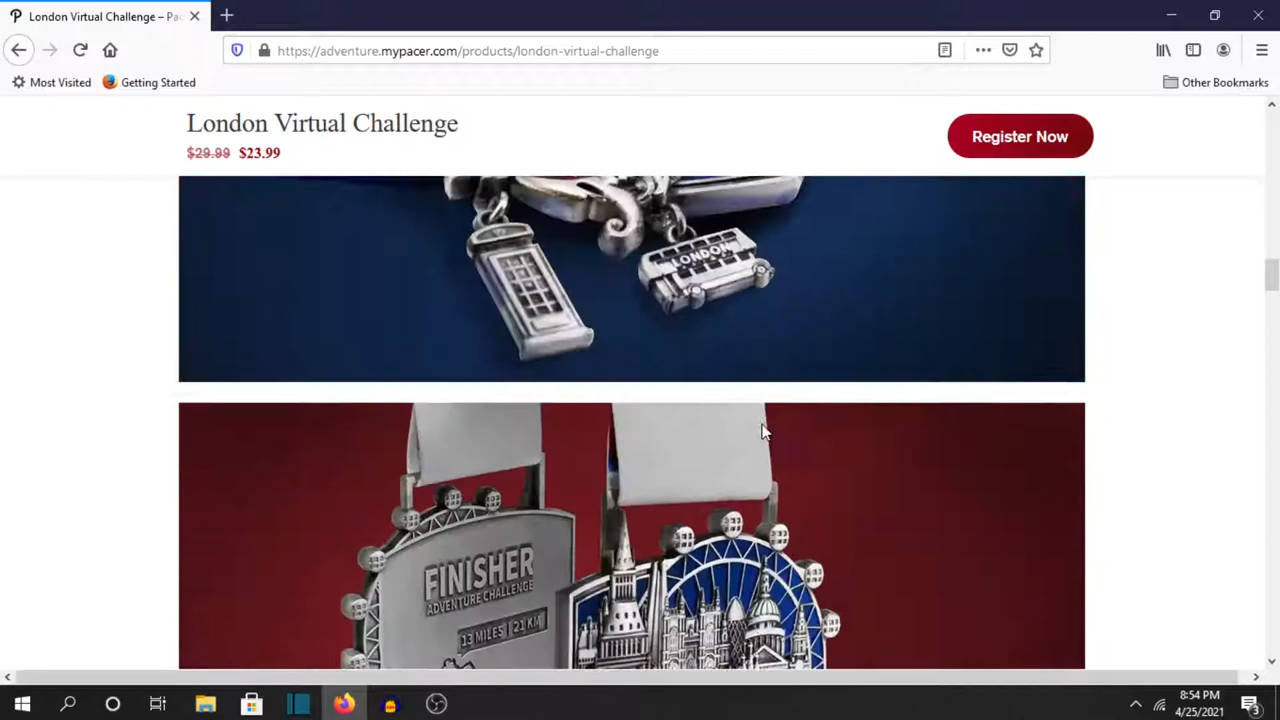 London Virtual Challenge – Pac
https://adventure.mypacer.com/products/london-virtual-challenge
Most Visited
Getting Started
Other Bookmarks
London Virtual Challenge
$29.99 $23.99
Register Now
LONDON
FINISHER
ADVENTURE CHALLENGE
13 MILES | 21 KM
8:54 PM
4/25/2021
3